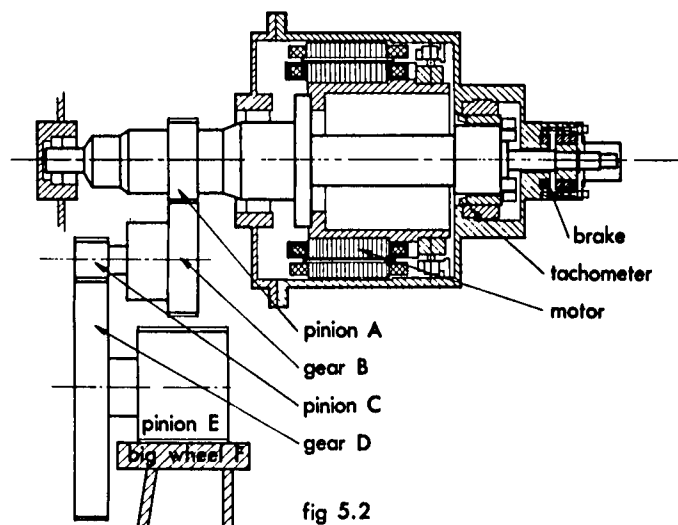 brake
tachometer
motor
pinion A
gear B
pinion C
gear D
pinion E
big wheel F
fig 5.2